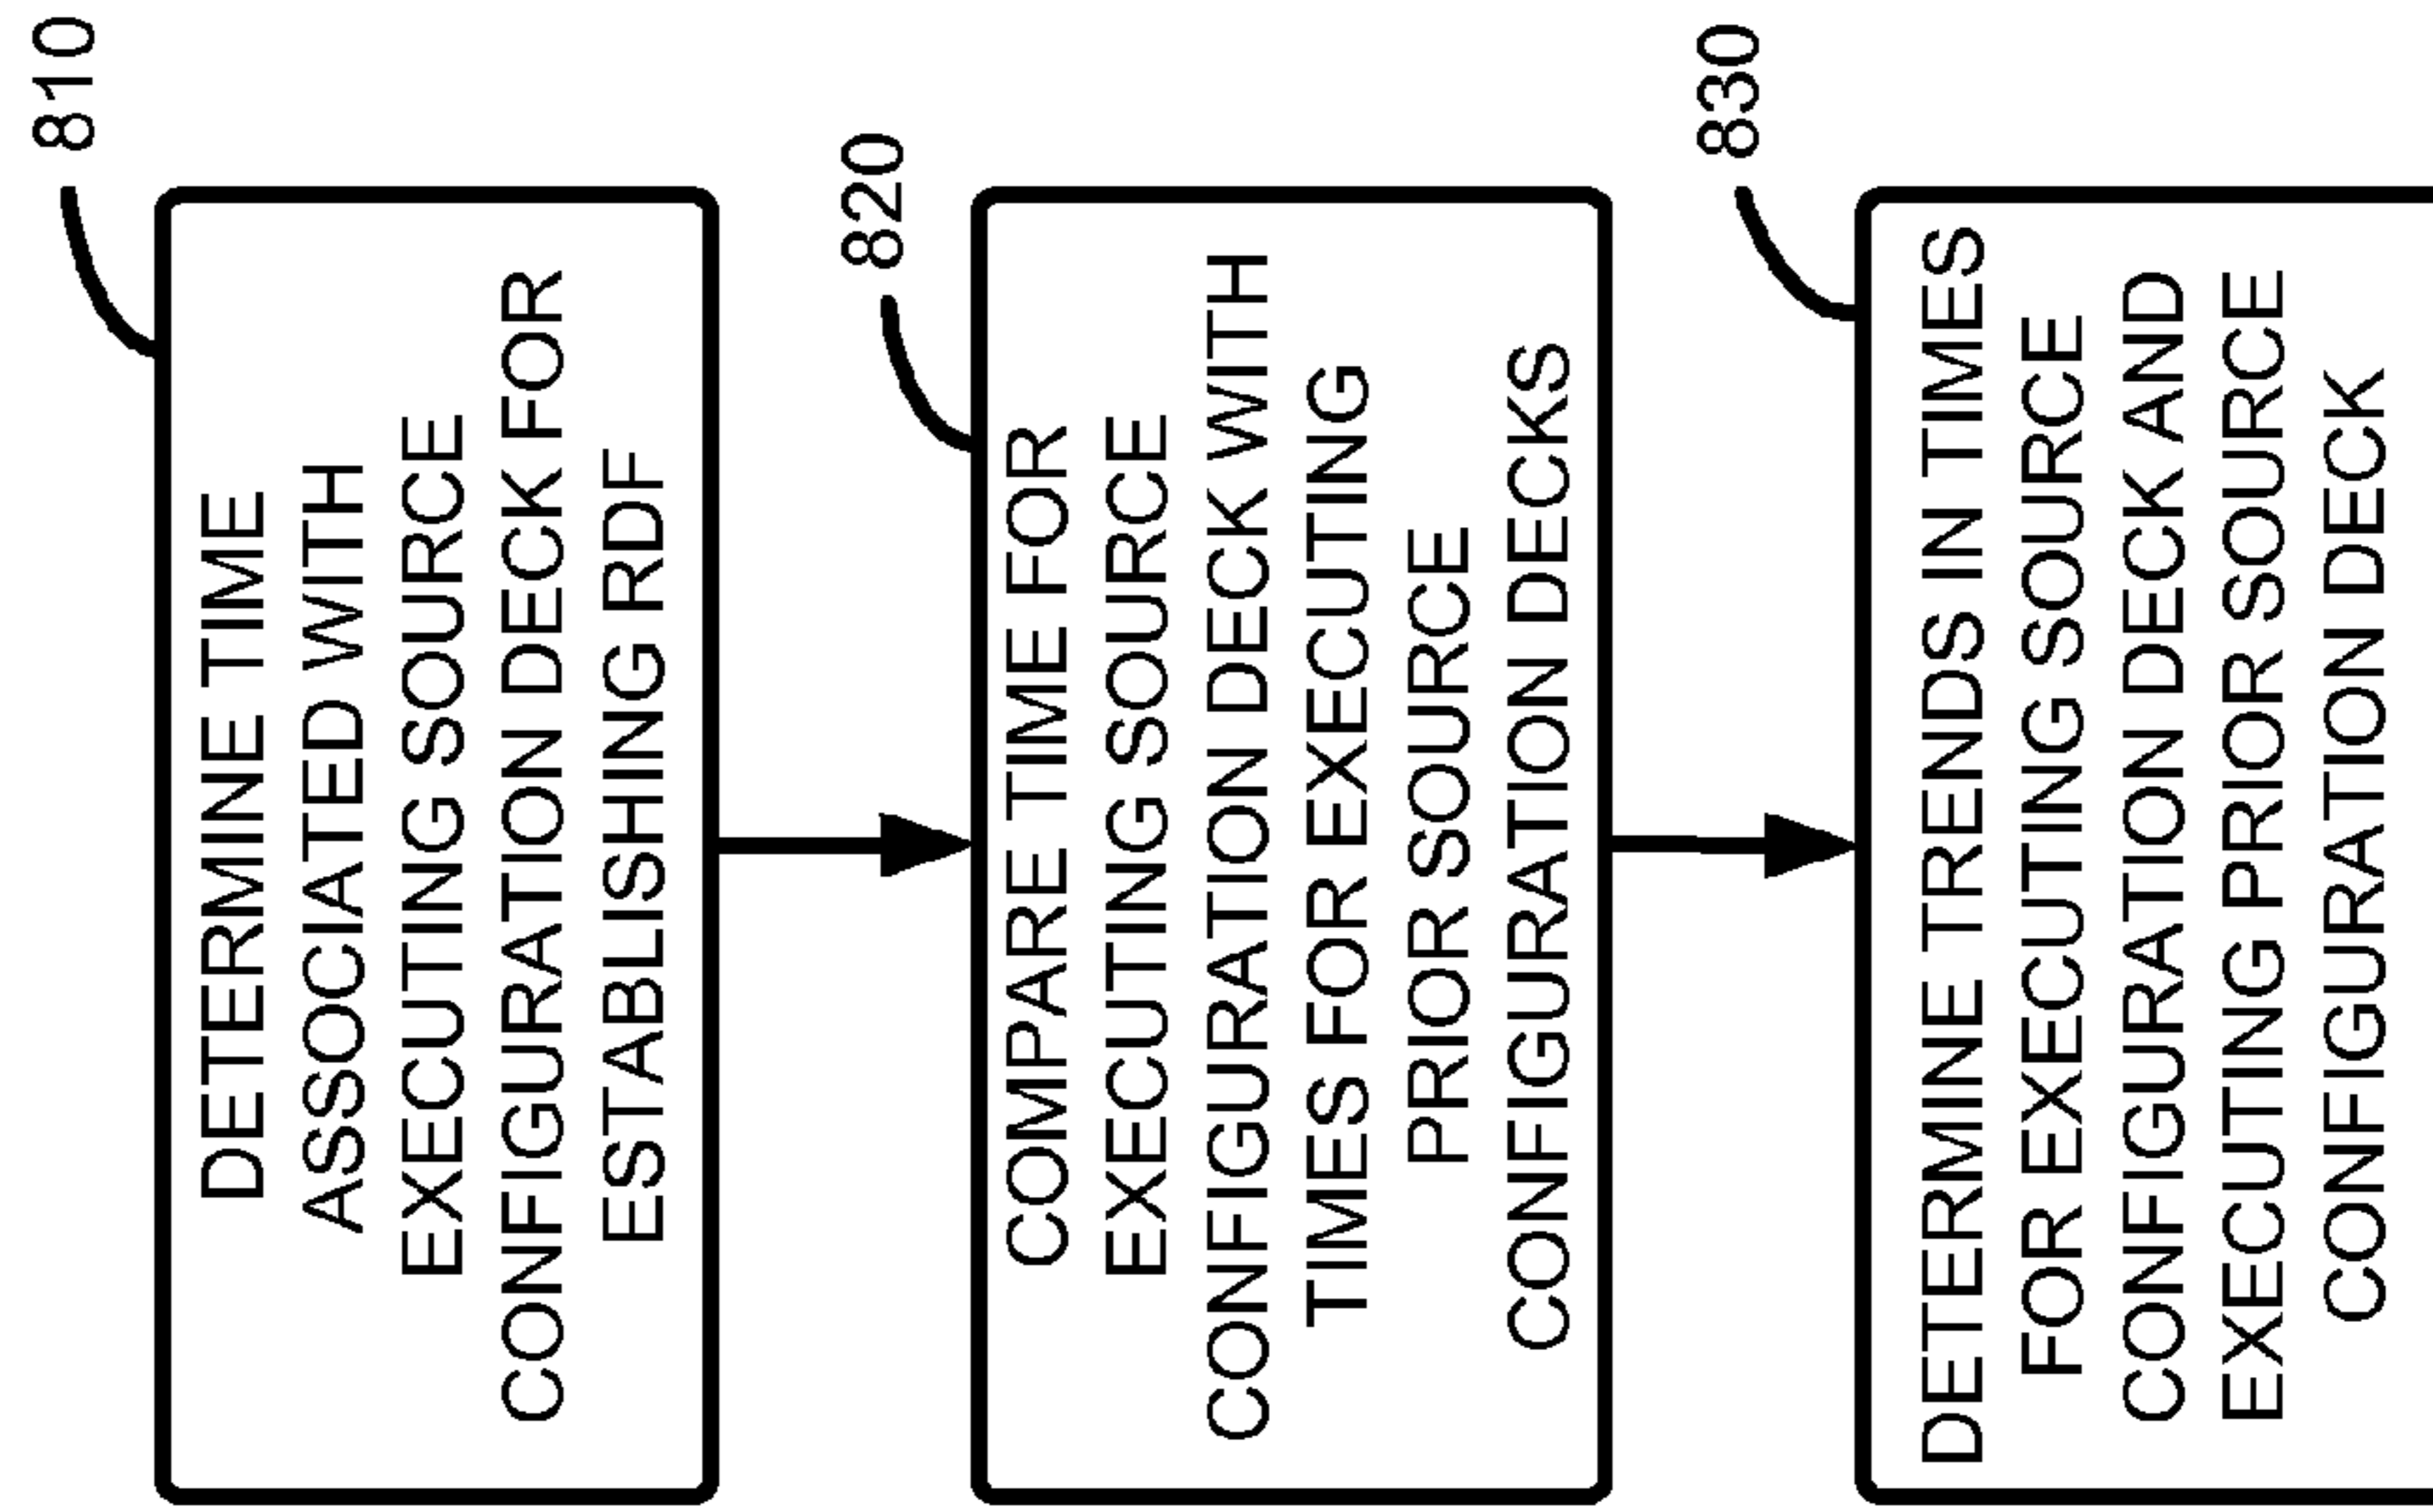 810
DETERMINE TIME
ASSOCIATED WITH
EXECUTING SOURCE
CONFIGURATION DECK FOR
ESTABLISHING RDF
820
COMPARE TIME FOR
EXECUTING SOURCE
CONFIGURATION DECK WITH
TIMES FOR EXECUTING
PRIOR SOURCE
CONFIGURATION DECKS
830
DETERMINE TRENDS IN TIMES
FOR EXECUTING SOURCE
CONFIGURATION DECK AND
EXECUTING PRIOR SOURCE
CONFIGURATION DECK